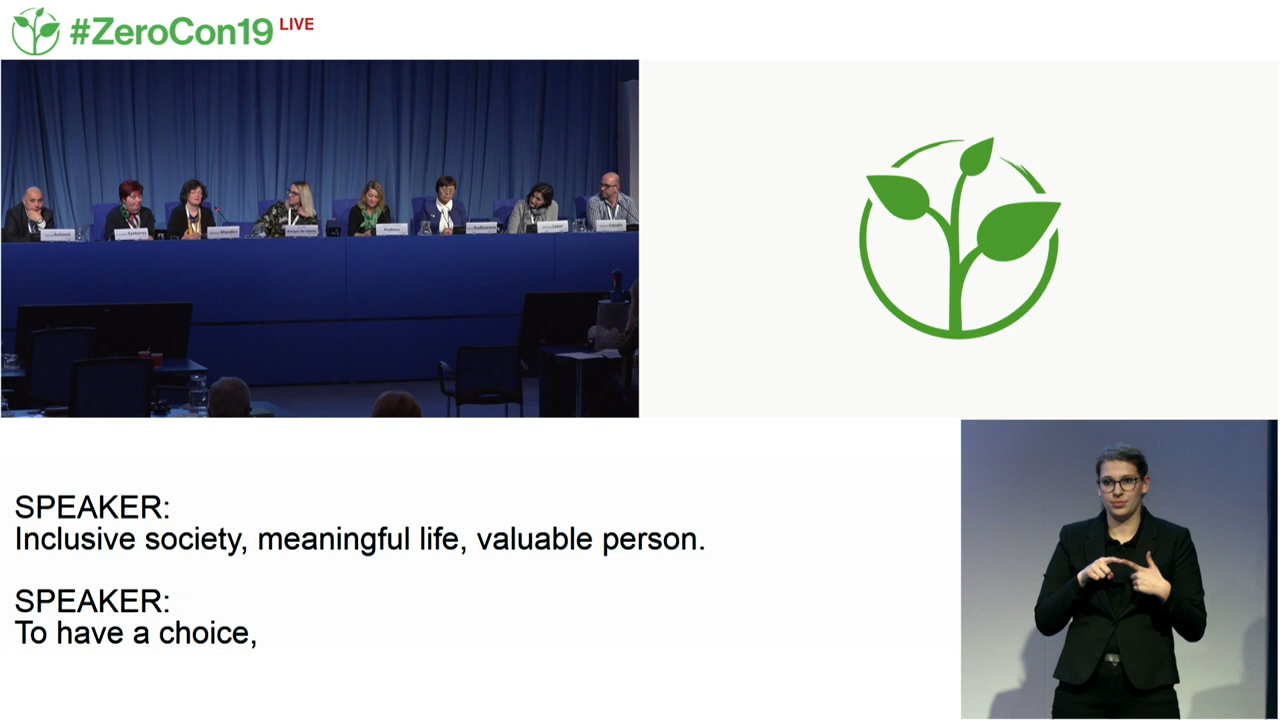 #ZeroCon19 LIVE
SPEAKER:
Inclusive society, meaningful life, valuable person.
SPEAKER:
To have a choice,